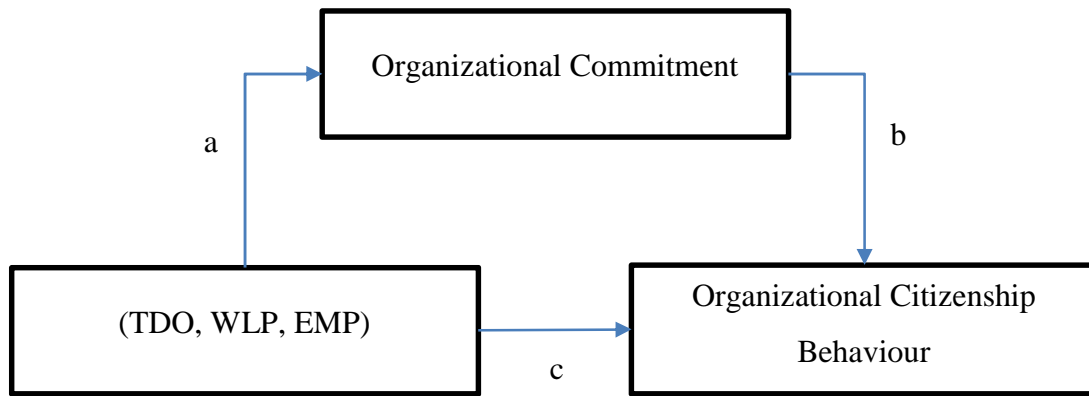 Organizational Commitment
a
b
(TDO, WLP, EMP)
c
Organizational Citizenship
Behaviour